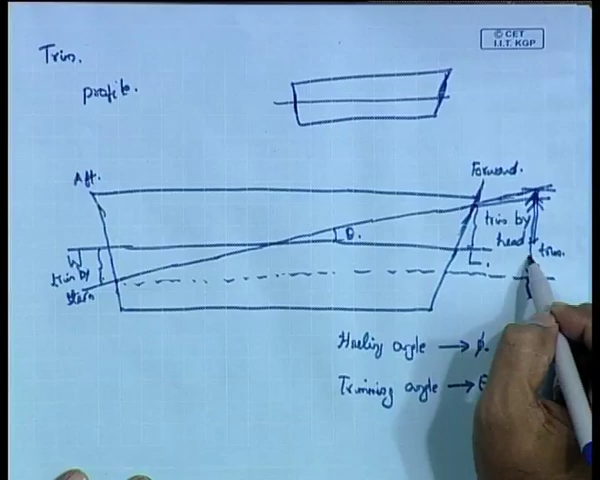 © CET
I.I.T. KGP
Trim.
profile.
Aft.
Forward.
trim by
head
trim.
W
θ.
L
trim by
stern
Heeling angle → ϕ.
Trimming angle → θ